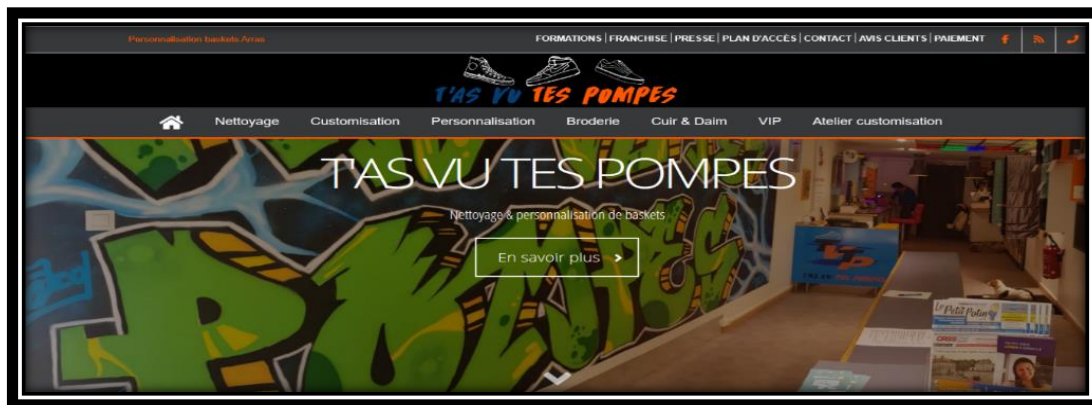 Personnalisation baskets Arras
FORMATIONS | FRANCHISE | PRESSE | PLAN D'ACCÈS | CONTACT | AVIS CLIENTS | PAIEMENT
T'AS VU TES POMPES
Nettoyage Customisation Personnalisation Broderie Cuir & Daim VIP Atelier customisation
T'AS VU TES POMPES
Nettoyage & personnalisation de baskets
En savoir plus >
POMPES
Le Petit Potin